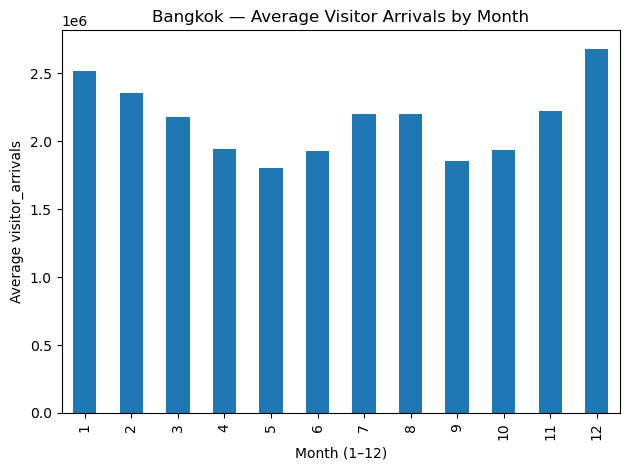 Bangkok — Average Visitor Arrivals by Month
1e6
2.5
2.0
1.5
1.0
0.5
0.0
Average visitor_arrivals
1 2 3 4 5 6 7 8 9 10 11 12
Month (1–12)